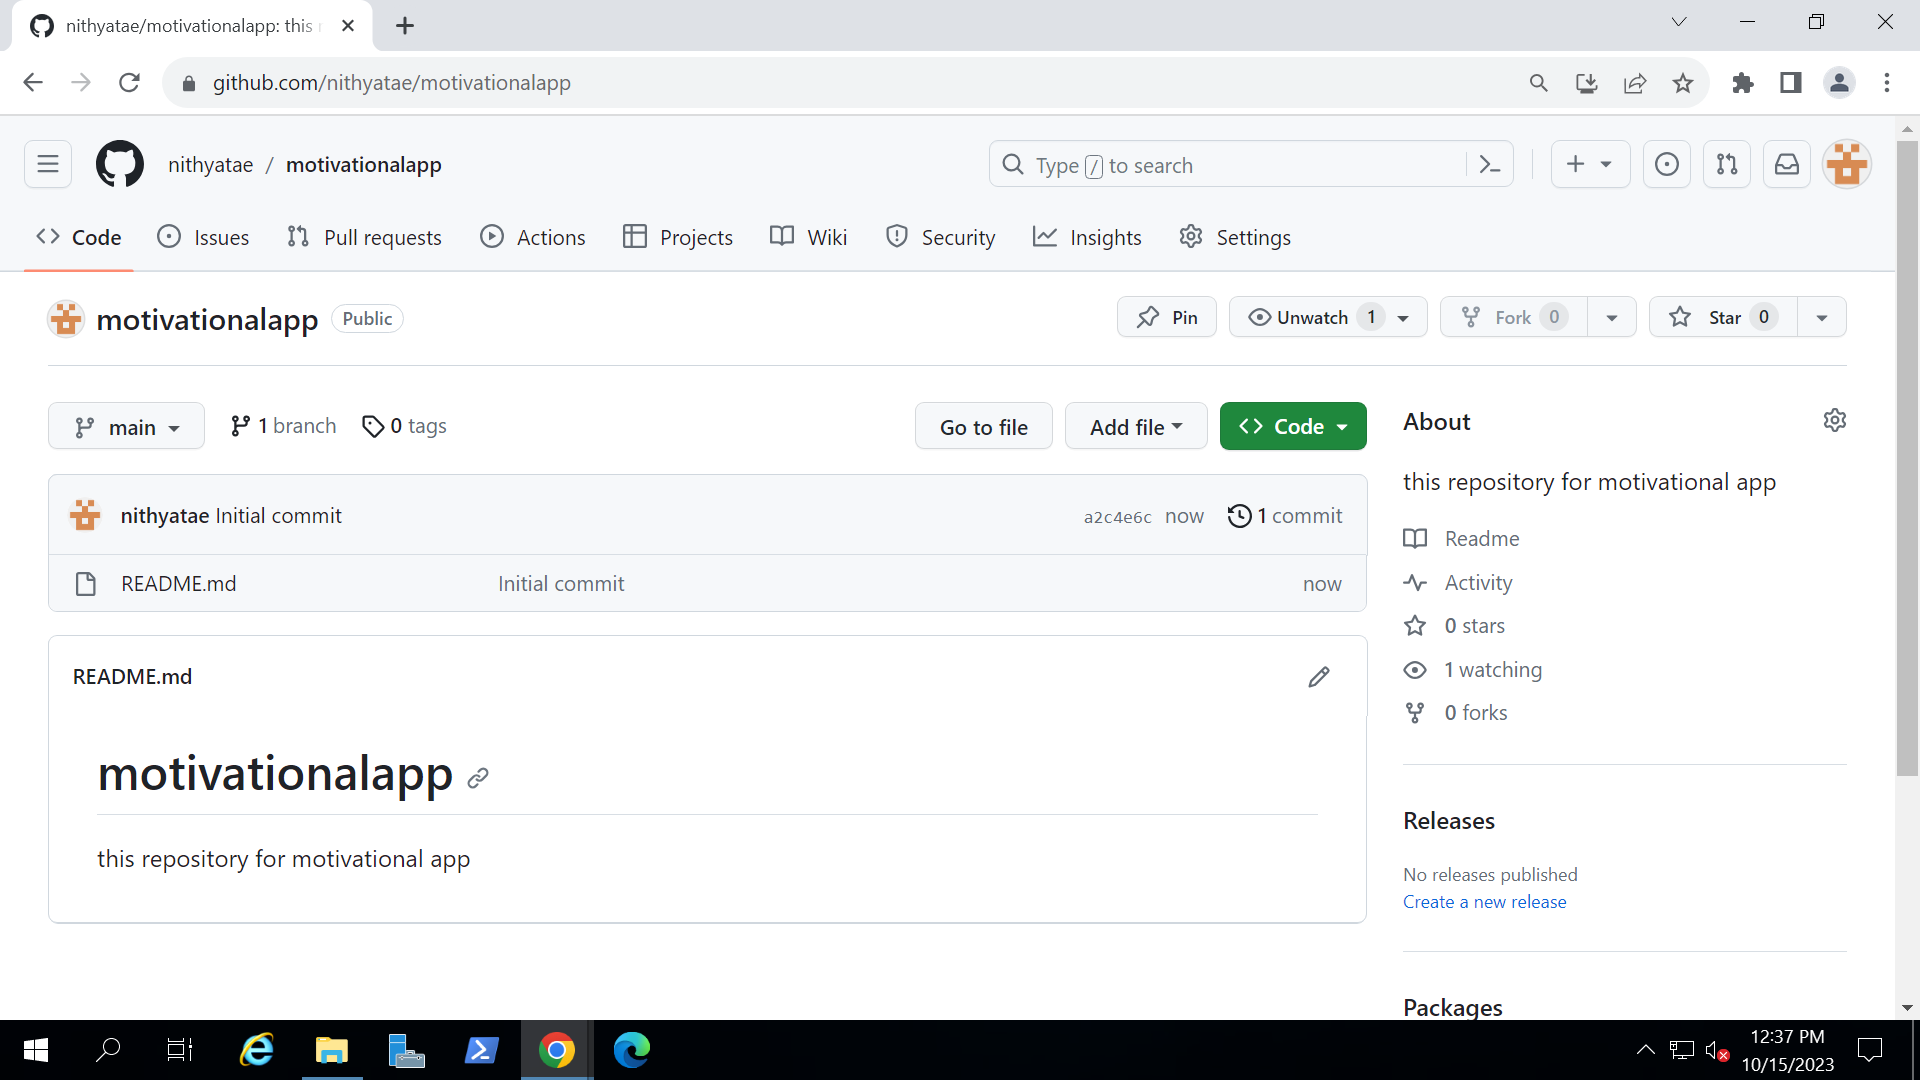 nithyatae/motivationalapp: this
github.com/nithyatae/motivationalapp
nithyatae / motivationalapp
Type / to search
Code Issues Pull requests Actions Projects Wiki Security Insights Settings
motivationalapp Public
Pin Unwatch 1 Fork 0 Star 0
main 1 branch 0 tags Go to file Add file Code
nithyatae Initial commit a2c4e6c now 1 commit
README.md Initial commit now
README.md
motivationalapp
this repository for motivational app
About
this repository for motivational app
Readme
Activity
0 stars
1 watching
0 forks
Releases
No releases published
Create a new release
Packages
12:37 PM
10/15/2023